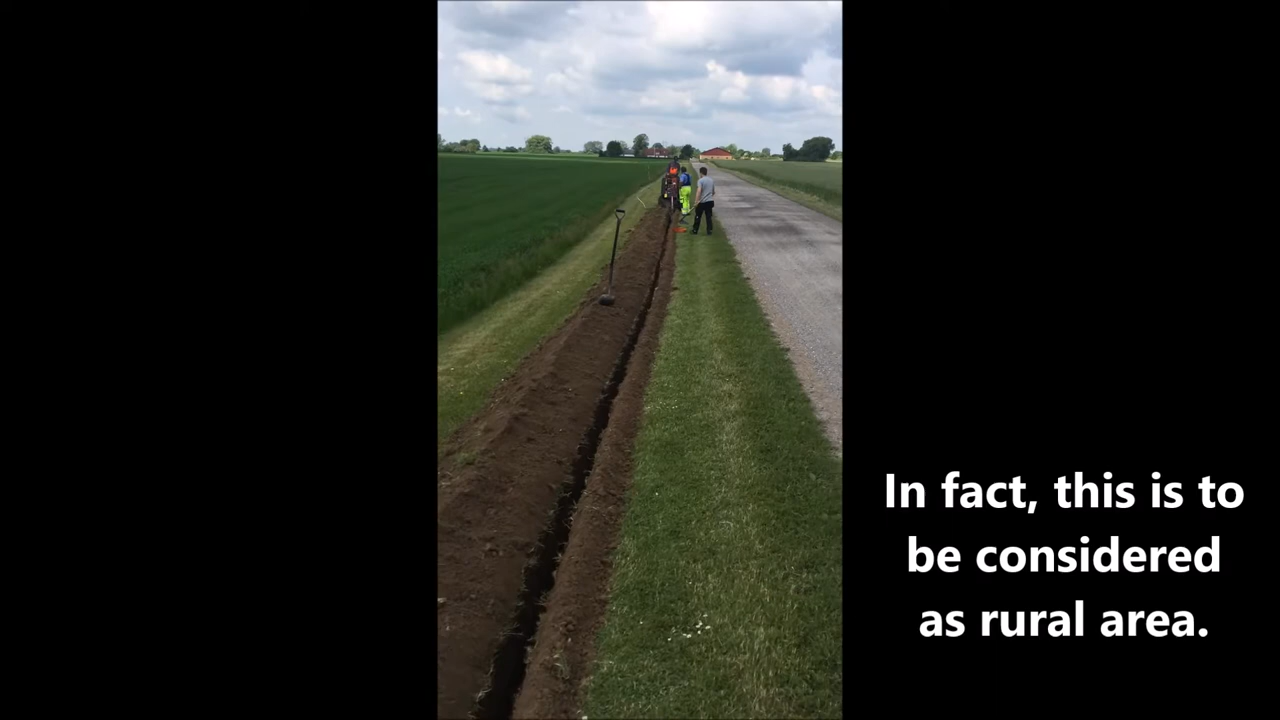 In fact, this is to
be considered
as rural area.